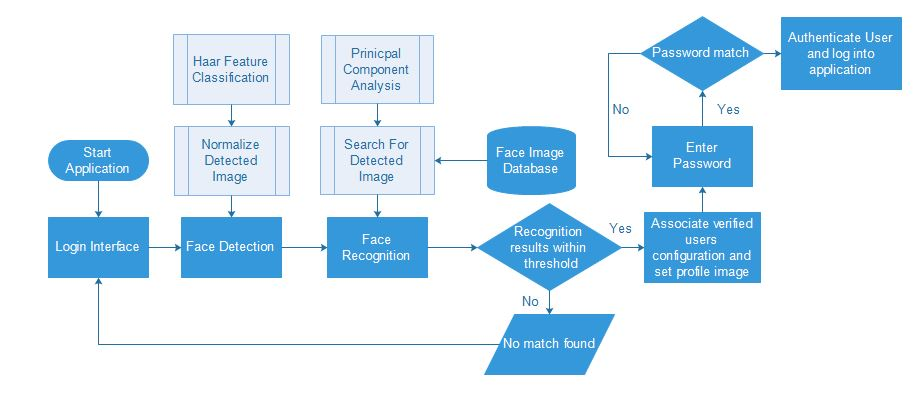 Start
Application
Login Interface
Haar Feature
Classification
Normalize
Detected
Image
Face Detection
Prinicpal
Component
Analysis
Search For
Detected
Image
Face
Recognition
Face Image
Database
Recognition
results within
threshold
Yes
No
No match found
Associate verified
users
configuration and
set profile image
Enter
Password
Yes
No
Password match
Authenticate User
and log into
application